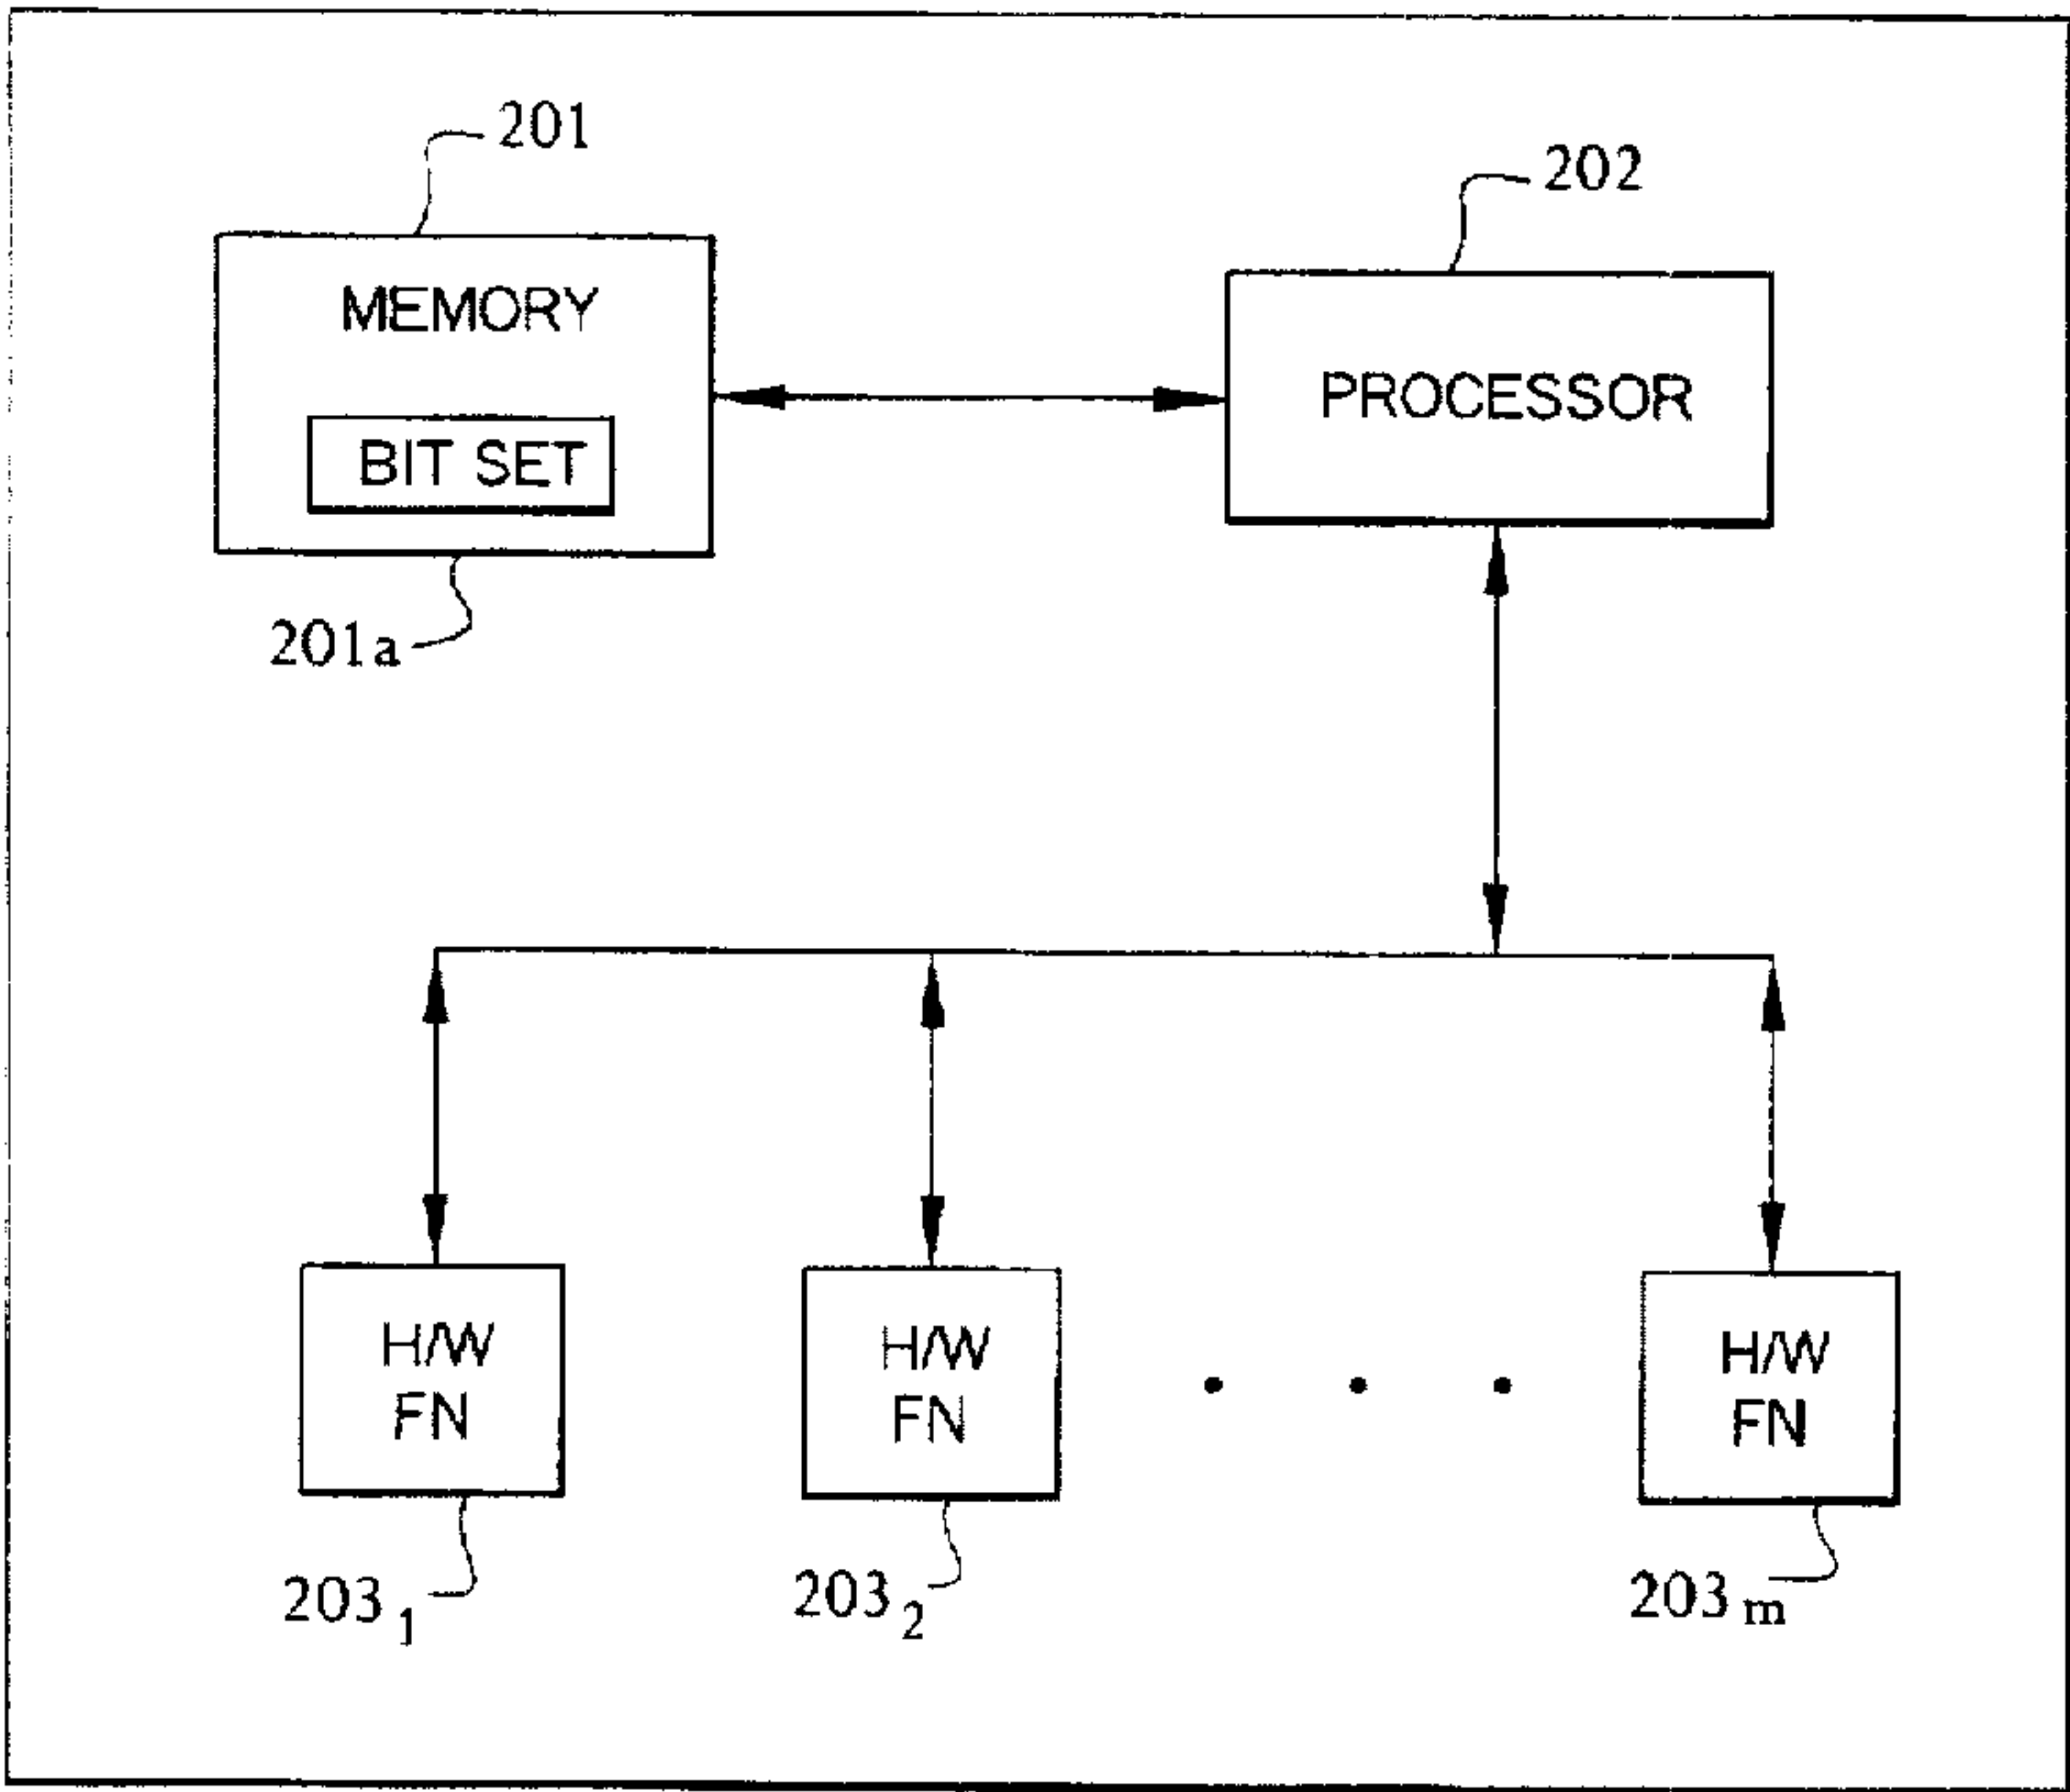 201
202
MEMORY
PROCESSOR
BIT SET
201a
H/W
FN
H/W
FN
H/W
FN
203 1
203 2
203 m